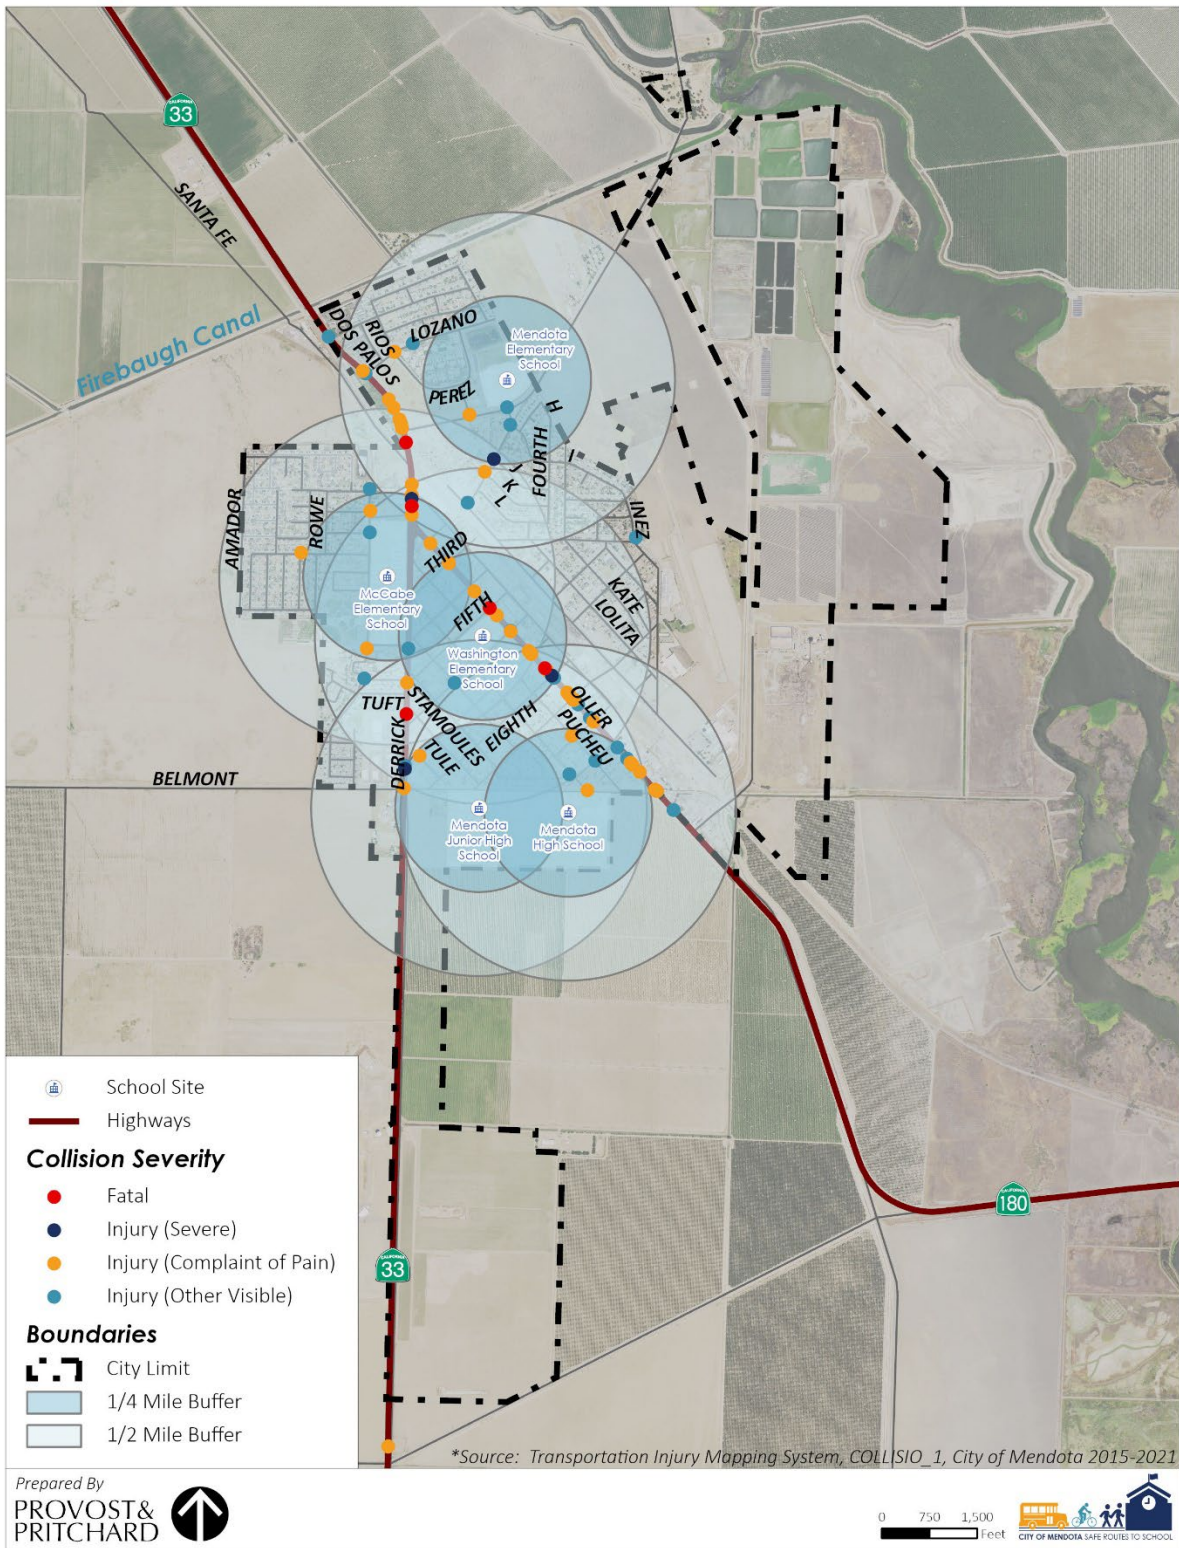 CALIFORNIA
33
SANTA FE
Firebaugh Canal
DOS PALOS
RIOS
LOZANO
Mendota
Elementary
School
PEREZ
H
FOURTH
I
J
K
L
AMADOR
ROWE
INEZ
THIRD
McCabe
Elementary
School
KATE
LOLITA
FIFTH
Washington
Elementary
School
TUFT
STAMOULES
OLLER
EIGHTH
PUCHEU
TULE
DERRICK
BELMONT
Mendota
Junior High
School
Mendota
High School
CALIFORNIA
180
CALIFORNIA
33
School Site
Highways
Collision Severity
Fatal
Injury (Severe)
Injury (Complaint of Pain)
Injury (Other Visible)
Boundaries
City Limit
1/4 Mile Buffer
1/2 Mile Buffer
*Source: Transportation Injury Mapping System, COLLISIO_1, City of Mendota 2015-2021
Prepared By
PROVOST&
PRITCHARD
0 750 1,500
Feet
CITY OF MENDOTA SAFE ROUTES TO SCHOOL